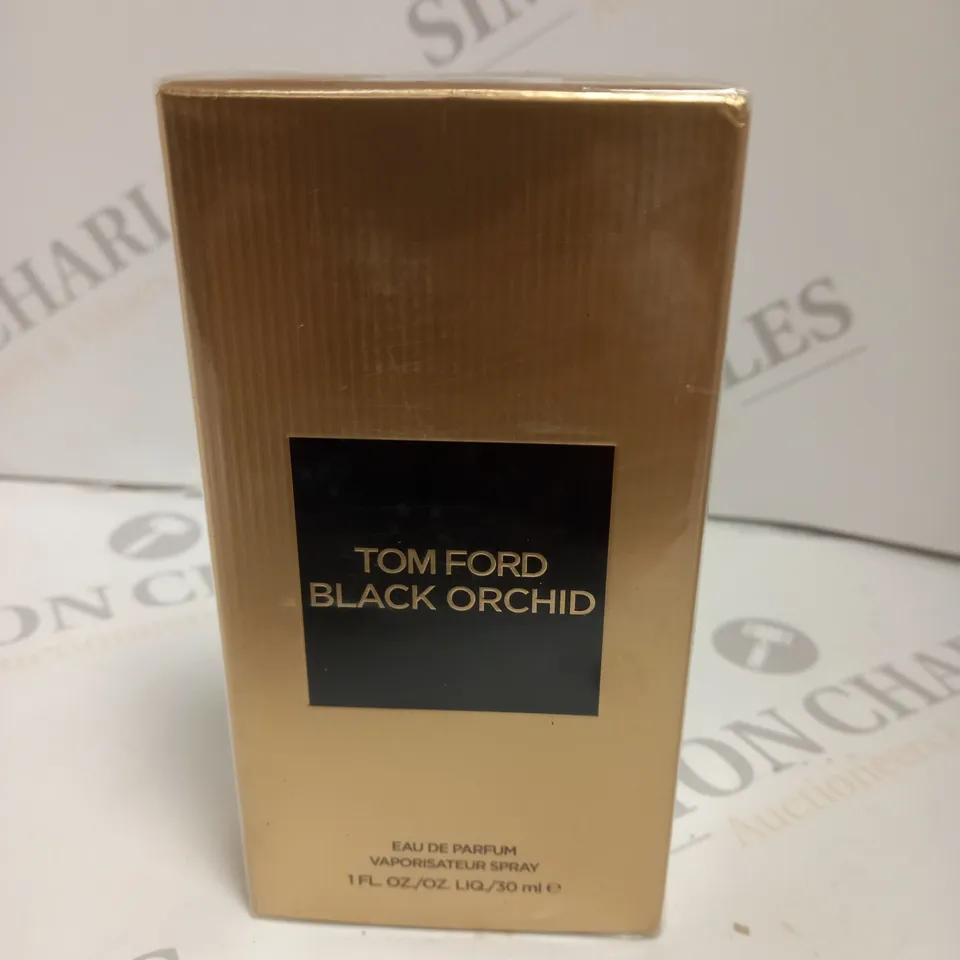 TOM FORD
BLACK ORCHID
EAU DE PARFUM
VAPORISATEUR SPRAY
1 FL. OZ./OZ. LIQ./30 ml e